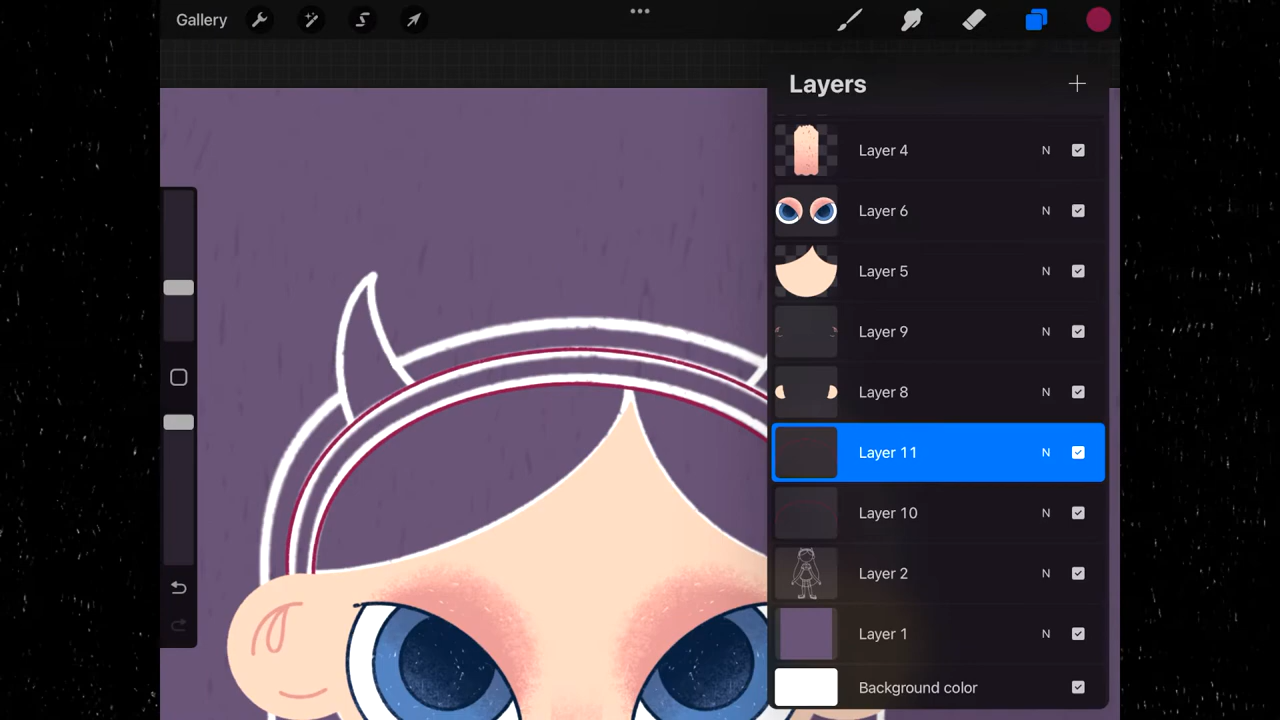 Gallery
Layers
Layer 4 N
Layer 6 N
Layer 5 N
Layer 9 N
Layer 8 N
Layer 11 N
Layer 10 N
Layer 2 N
Layer 1 N
Background color